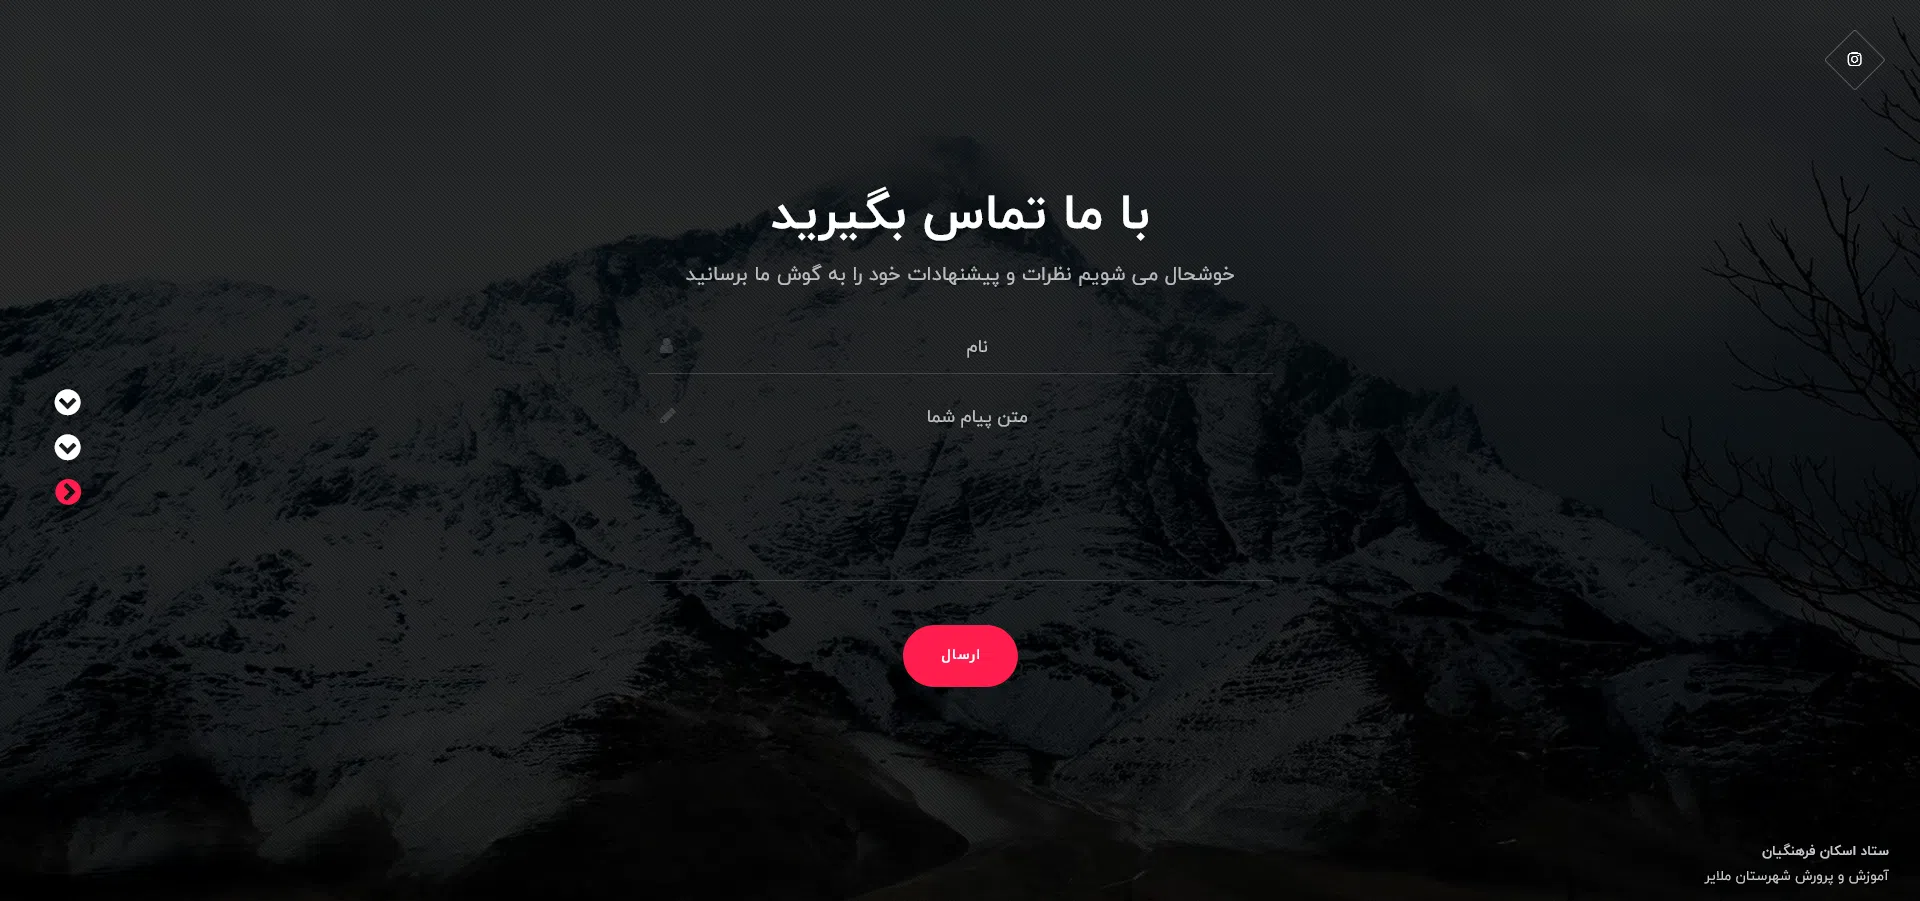 با ما تماس بگیرید
خوشحال می شویم نظرات و پیشنهادات خود را به گوش ما برسانید
نام
متن پیام شما
ارسال
ستاد اسکان فرهنگیان
آموزش و پرورش شهرستان ملایر